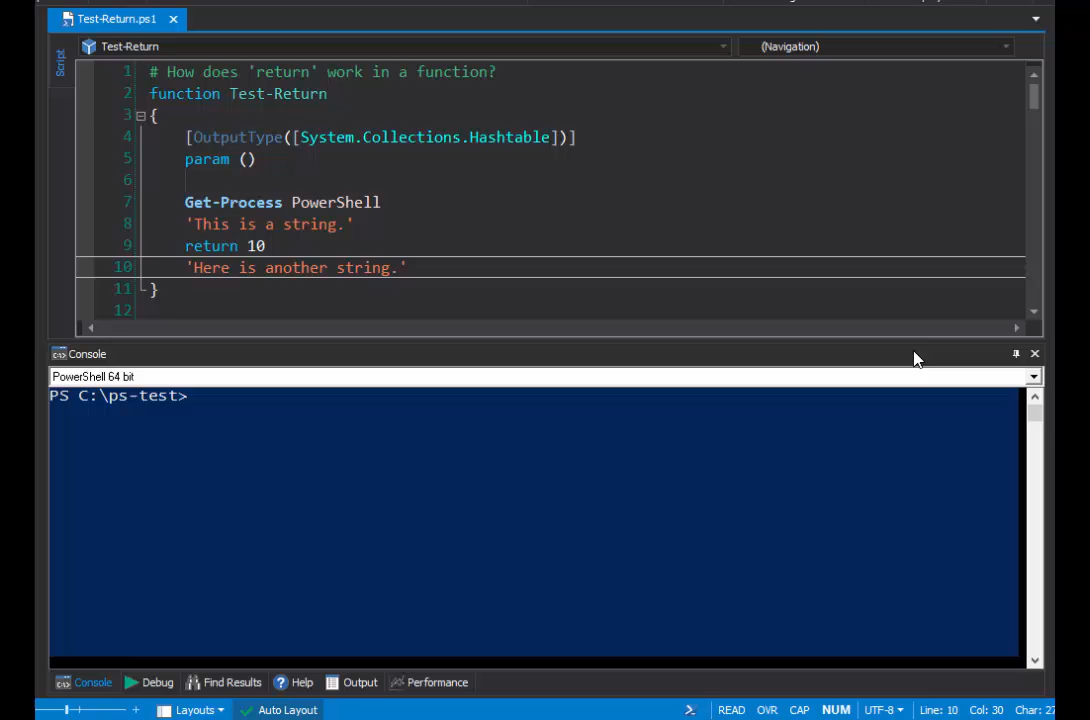 Test-Return.ps1
Test-Return
(Navigation)
Script
1 # How does 'return' work in a function?
2 function Test-Return
3 {
4 [OutputType([System.Collections.Hashtable])]
5 param ()
6
7 Get-Process PowerShell
8 'This is a string.'
9 return 10
10 'Here is another string.'
11 }
12
Console
PowerShell 64 bit
PS C:\ps-test>
Console Debug Find Results Help Output Performance
Layouts Auto Layout READ OVR CAP NUM UTF-8 Line: 10 Col: 30 Char: 27